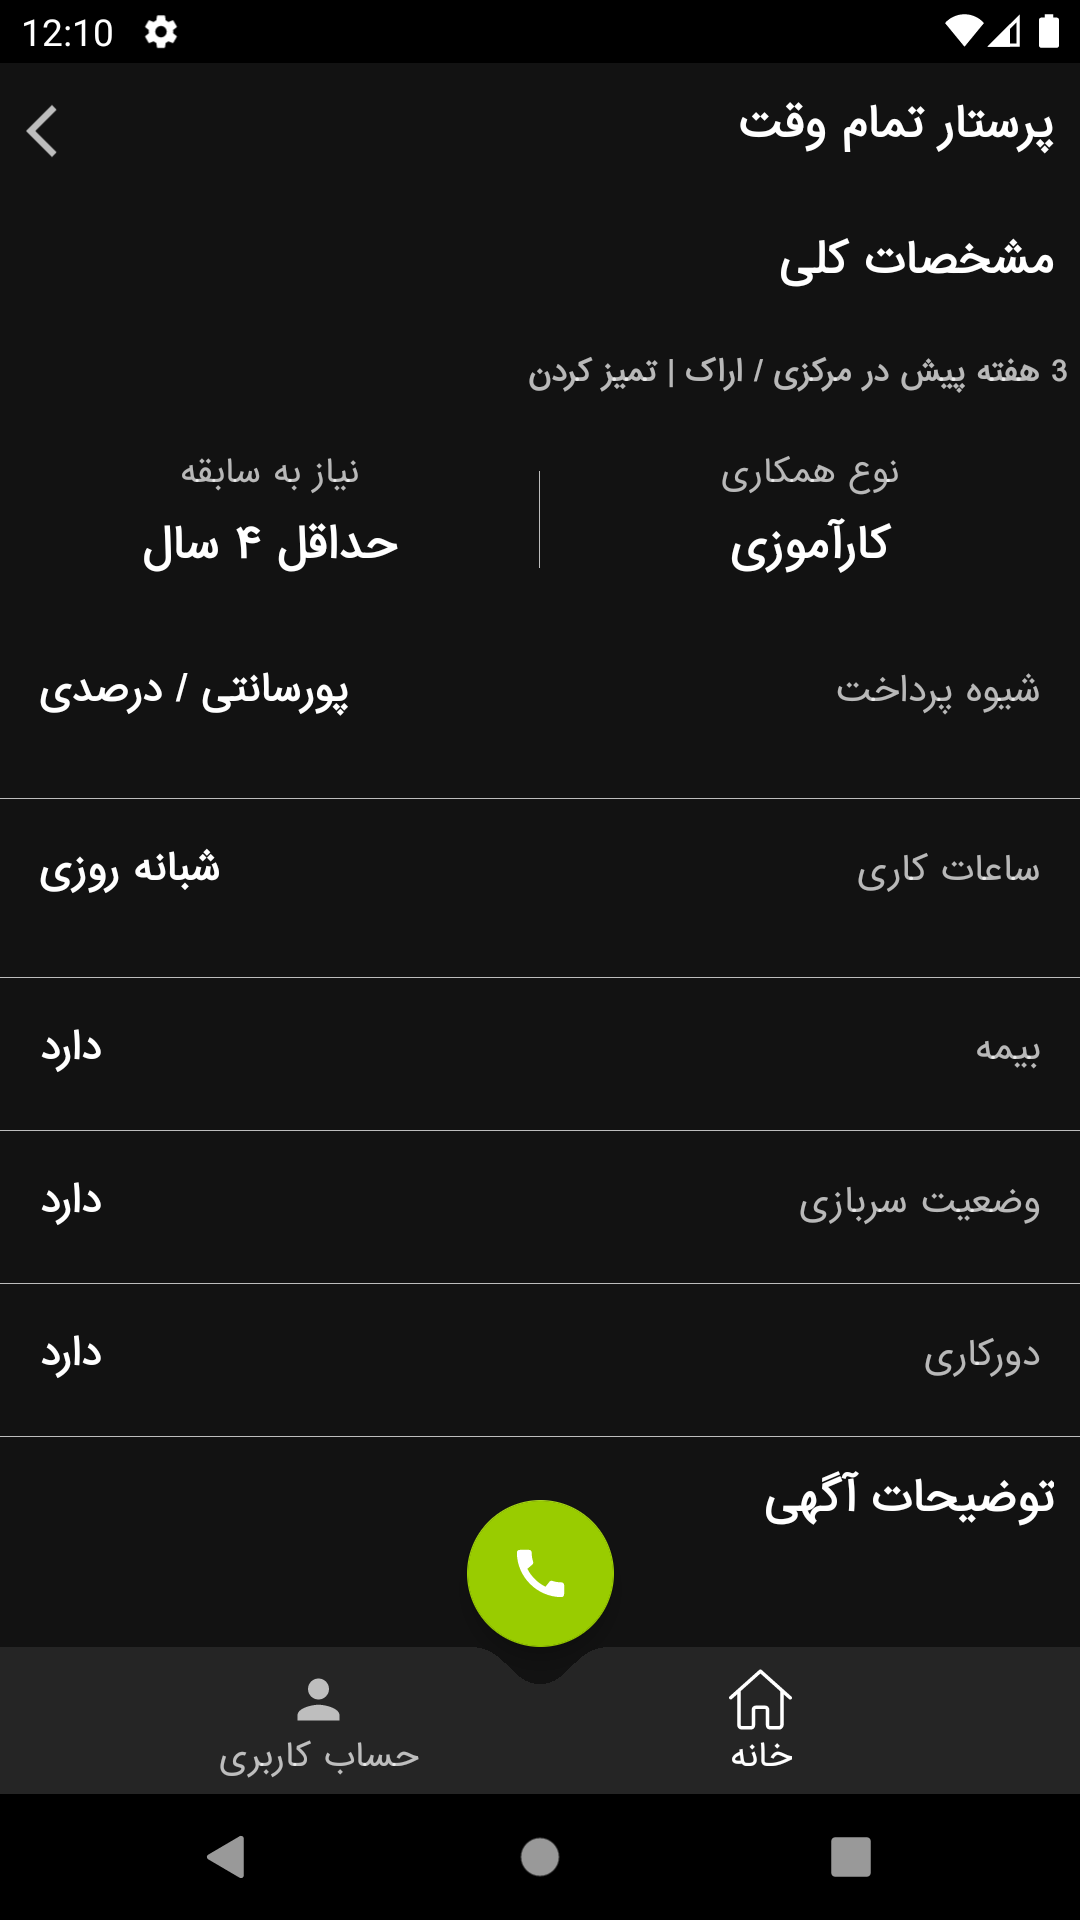 12:10
پرستار تمام وقت
مشخصات کلی
3 هفته پیش در مرکزی / اراک | تمیز کردن
نوع همکاری
کارآموزی
نیاز به سابقه
حداقل ۴ سال
شیوه پرداخت
پورسانتی / درصدی
ساعات کاری
شبانه روزی
بیمه
دارد
وضعیت سربازی
دارد
دورکاری
دارد
توضیحات آگهی
خانه
حساب کاربری